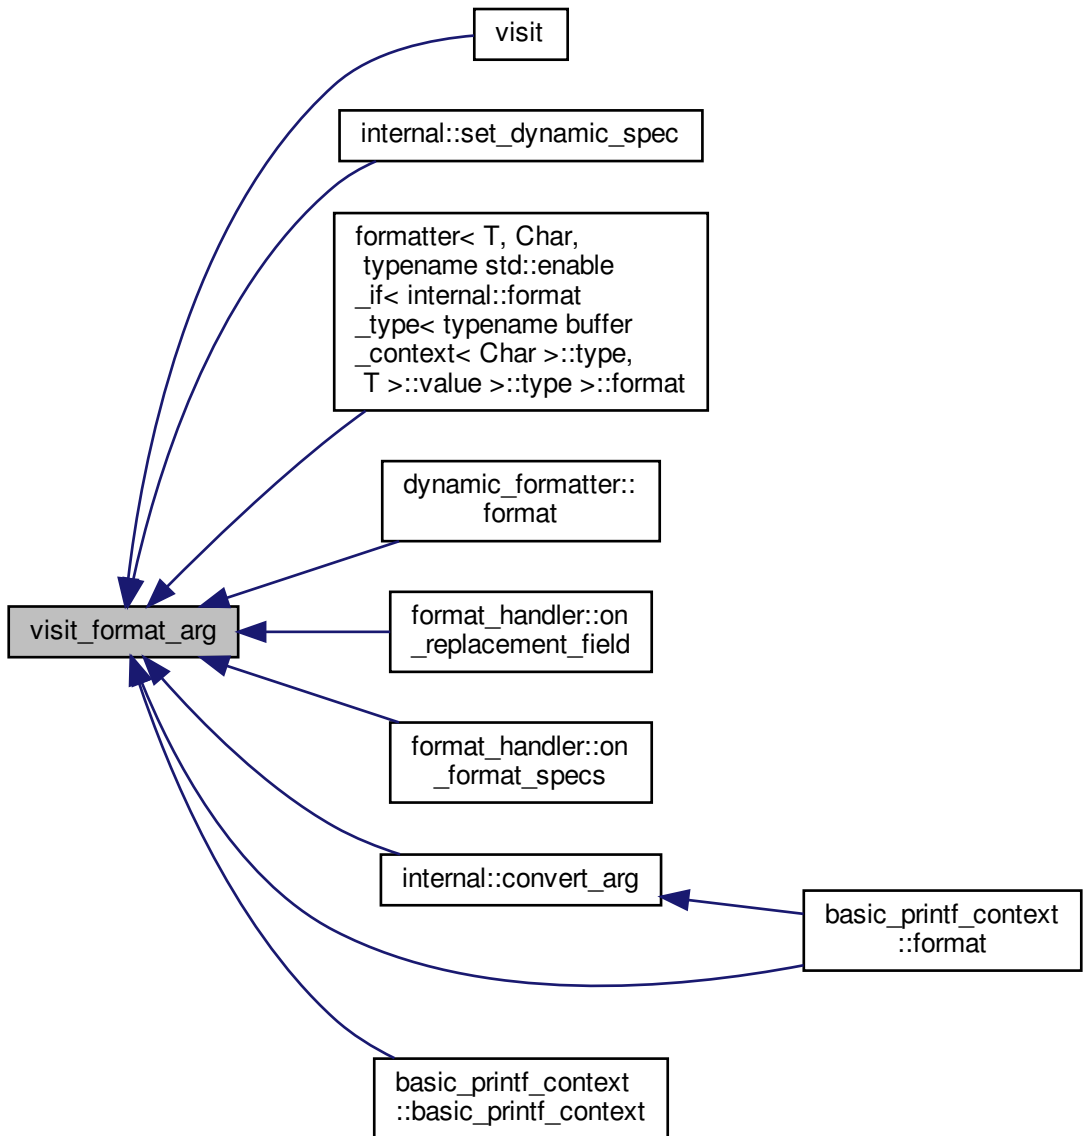 visit
internal::set_dynamic_spec
formatter< T, Char,
typename std::enable
_if< internal::format
_type< typename buffer
_context< Char >::type,
T >::value >::type >::format
dynamic_formatter::
format
visit_format_arg
format_handler::on
_replacement_field
format_handler::on
_format_specs
internal::convert_arg
basic_printf_context
::format
basic_printf_context
::basic_printf_context